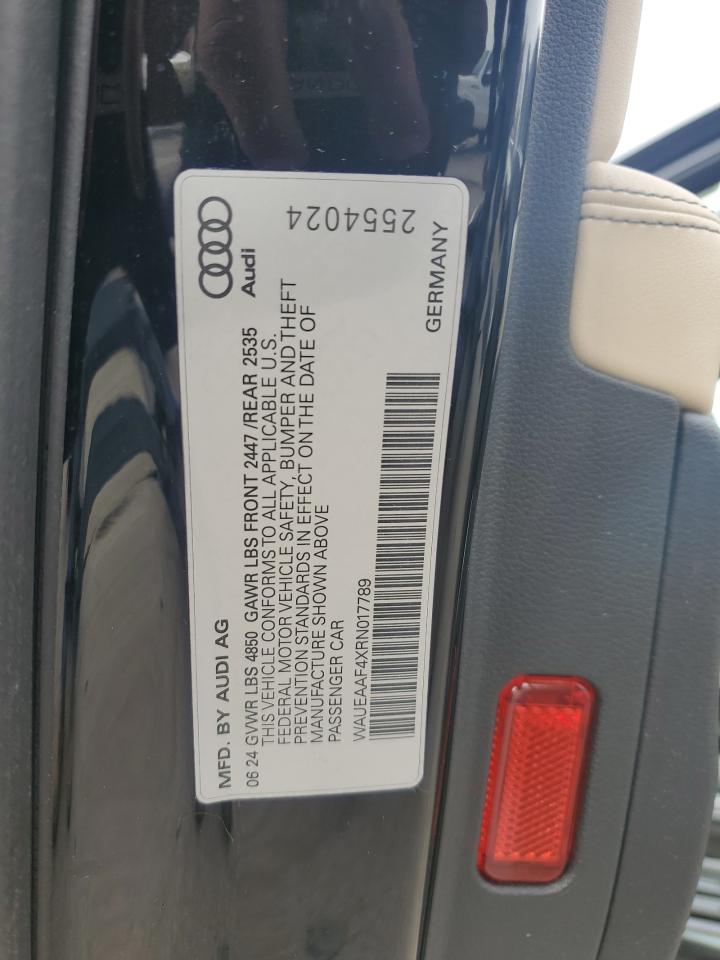 MFD. BY AUDI AG
Audi
06 24 GVWR LBS 4850 GAWR LBS FRONT 2447 /REAR 2535
THIS VEHICLE CONFORMS TO ALL APPLICABLE U.S.
FEDERAL MOTOR VEHICLE SAFETY, BUMPER AND THEFT
PREVENTION STANDARDS IN EFFECT ON THE DATE OF
MANUFACTURE SHOWN ABOVE
PASSENGER CAR
WAUEAAF4XRN017789
GERMANY
2554024